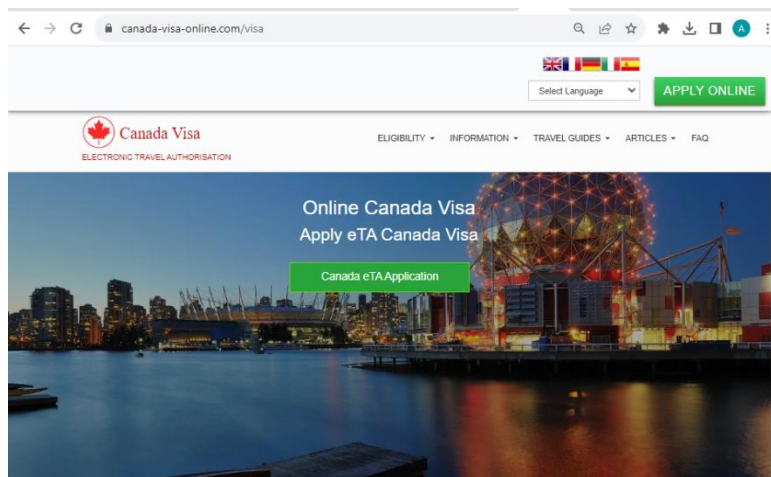 canada-visa-online.com/visa
A
Select Language
APPLY ONLINE
Canada Visa
ELECTRONIC TRAVEL AUTHORISATION
ELIGIBILITY
INFORMATION
TRAVEL GUIDES
ARTICLES
FAQ
Online Canada Visa
Apply eTA Canada Visa
Canada eTA Application